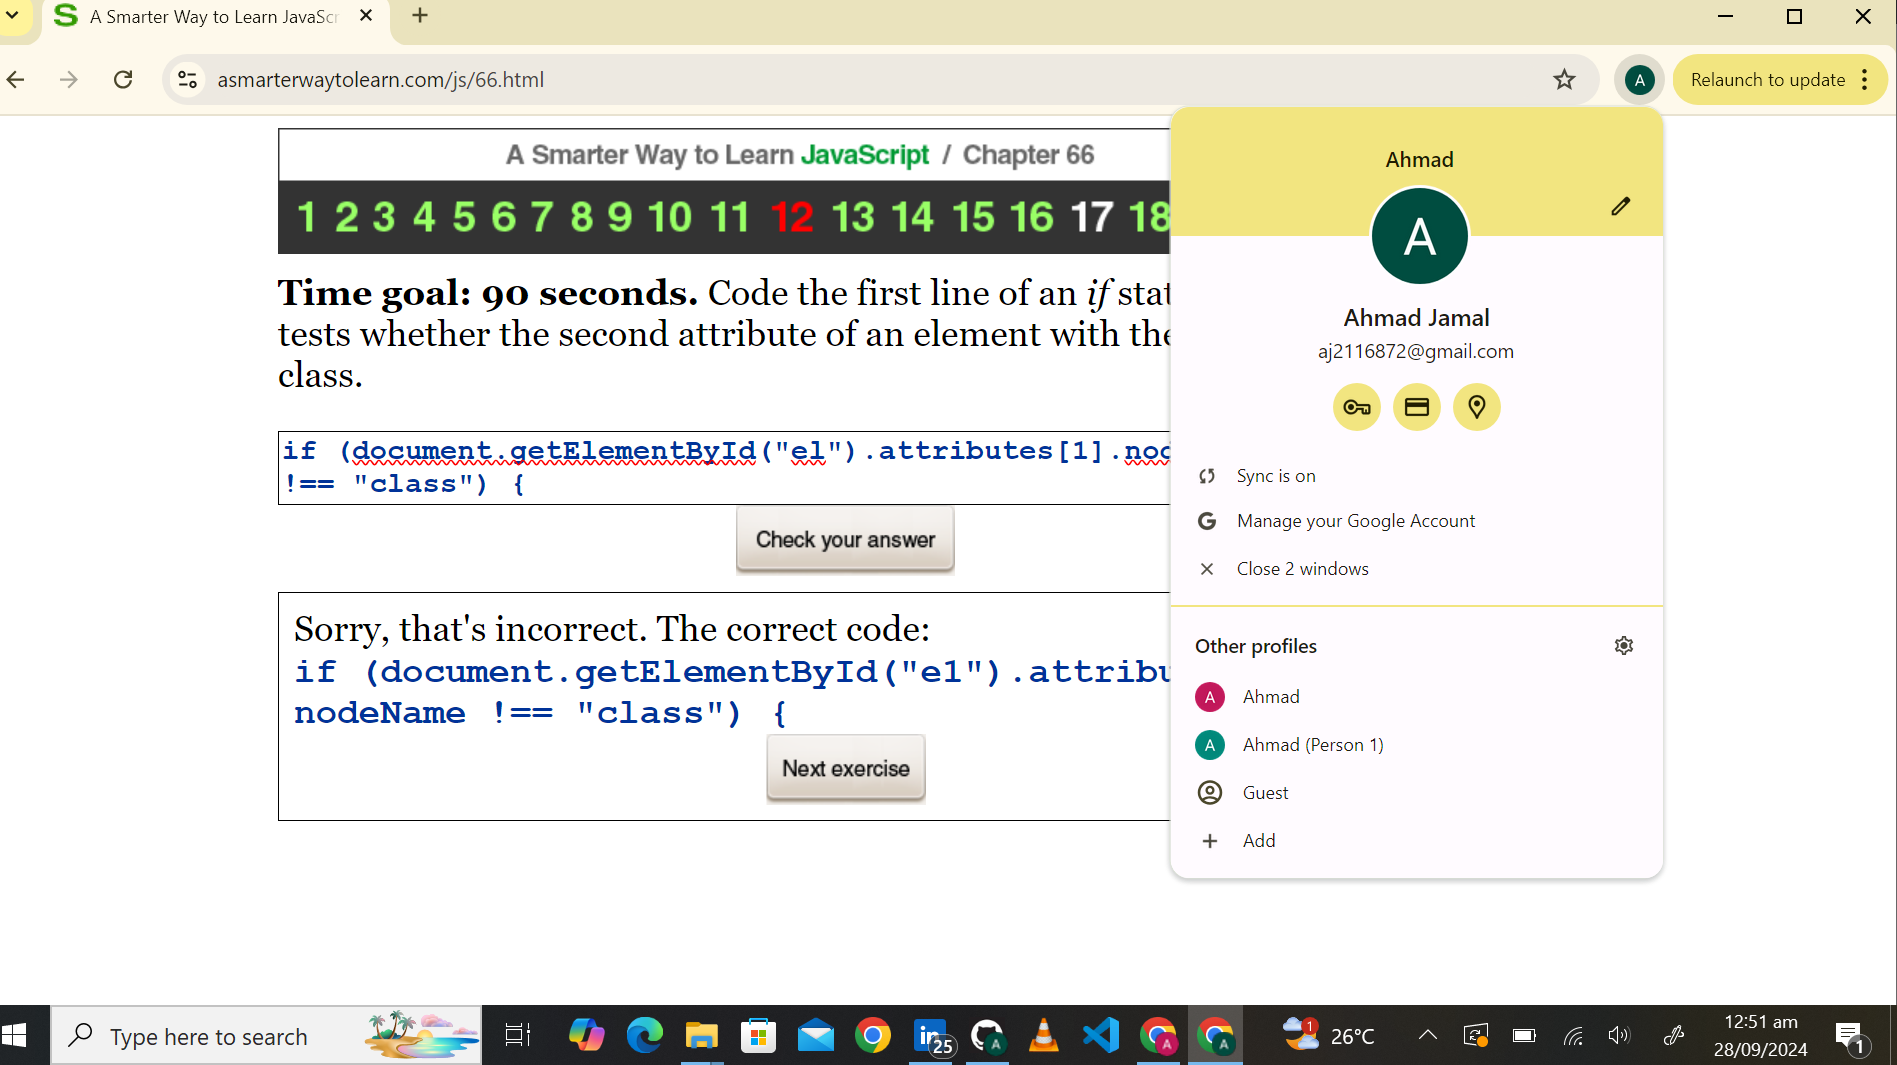 A Smarter Way to Learn JavaScr
asmarterwaytolearn.com/js/66.html
A
Relaunch to update
A Smarter Way to Learn JavaScript / Chapter 66
1 2 3 4 5 6 7 8 9 10 11 12 13 14 15 16 17 18
Time goal: 90 seconds. Code the first line of an if stat
tests whether the second attribute of an element with the
class.
if (document.getElementById("e1").attributes[1].nod
!== "class") {
Check your answer
Sorry, that's incorrect. The correct code:
if (document.getElementById("e1").attribu
nodeName !== "class") {
Next exercise
Ahmad
A
Ahmad Jamal
aj2116872@gmail.com
Sync is on
Manage your Google Account
Close 2 windows
Other profiles
A Ahmad
A Ahmad (Person 1)
Guest
Add
Type here to search
in
25
A
A
A
1
26°C
12:51 am
28/09/2024
1